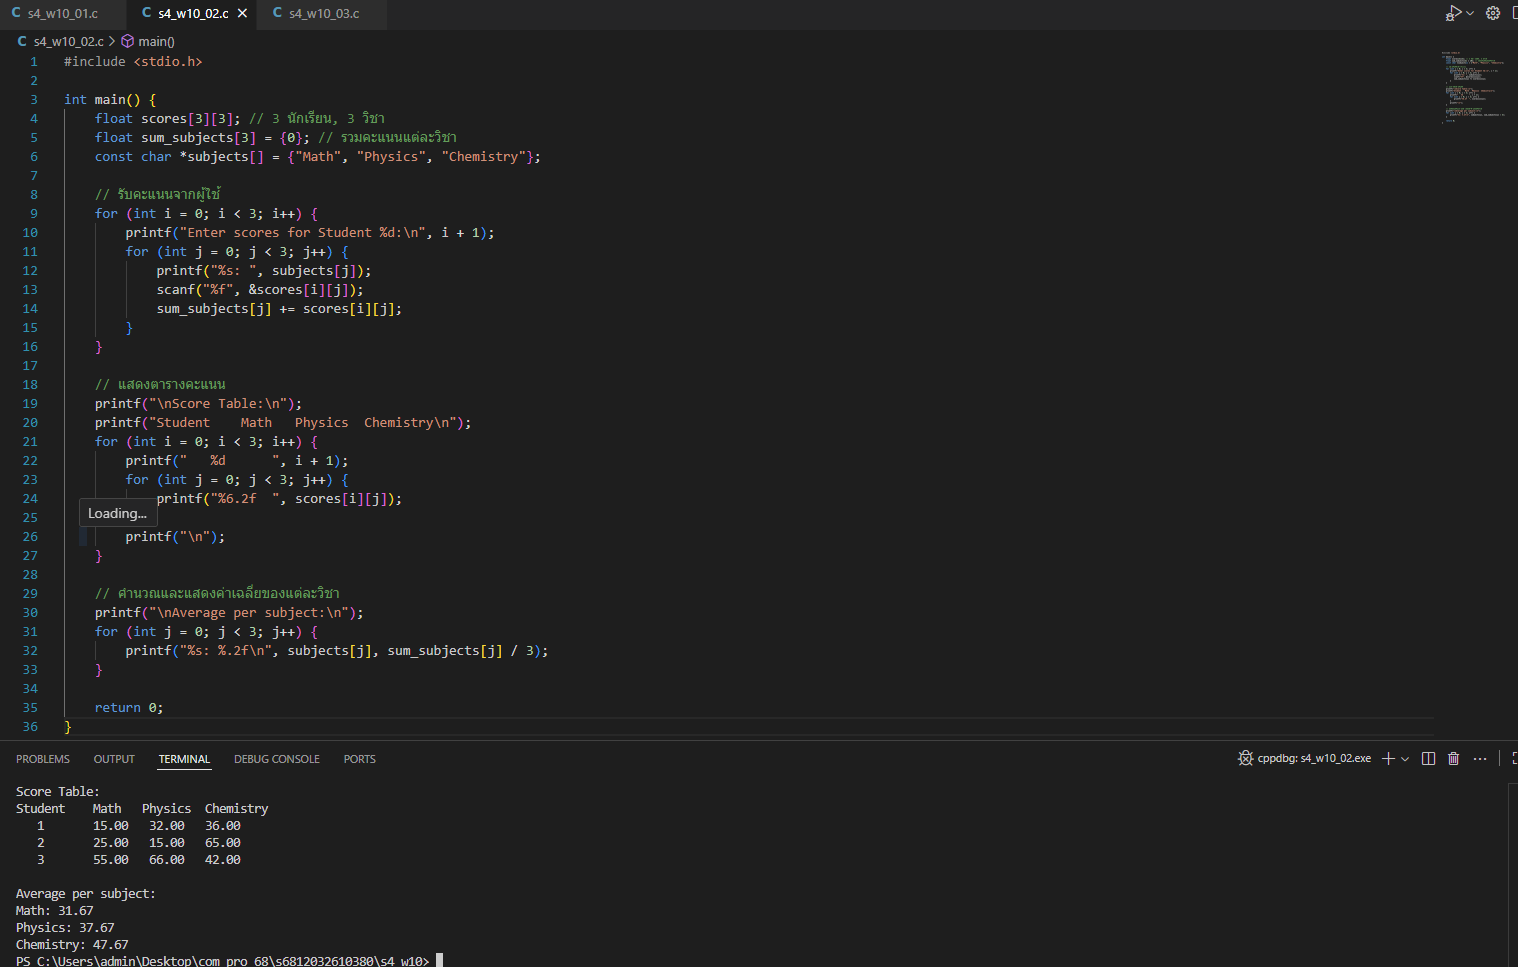 C s4_w10_01.c C s4_w10_02.c × C s4_w10_03.c
C s4_w10_02.c > main()
1 #include <stdio.h>
2
3 int main() {
4     float scores[3][3]; // 3 นักเรียน, 3 วิชา
5     float sum_subjects[3] = {0}; // รวมคะแนนแต่ละวิชา
6     const char *subjects[] = {"Math", "Physics", "Chemistry"};
7
8     // รับคะแนนจากผู้ใช้
9     for (int i = 0; i < 3; i++) {
10         printf("Enter scores for Student %d:\n", i + 1);
11         for (int j = 0; j < 3; j++) {
12             printf("%s: ", subjects[j]);
13             scanf("%f", &scores[i][j]);
14             sum_subjects[j] += scores[i][j];
15         }
16     }
17
18     // แสดงตารางคะแนน
19     printf("\nScore Table:\n");
20     printf("Student    Math   Physics  Chemistry\n");
21     for (int i = 0; i < 3; i++) {
22         printf("   %d      ", i + 1);
23         for (int j = 0; j < 3; j++) {
24             printf("%6.2f  ", scores[i][j]);
25 Loading...
26         printf("\n");
27     }
28
29     // คำนวณและแสดงค่าเฉลี่ยของแต่ละวิชา
30     printf("\nAverage per subject:\n");
31     for (int j = 0; j < 3; j++) {
32         printf("%s: %.2f\n", subjects[j], sum_subjects[j] / 3);
33     }
34
35     return 0;
36 }
PROBLEMS OUTPUT TERMINAL DEBUG CONSOLE PORTS cppdbg: s4_w10_02.exe
Score Table:
Student    Math   Physics  Chemistry
   1       15.00   32.00   36.00
   2       25.00   15.00   65.00
   3       55.00   66.00   42.00
Average per subject:
Math: 31.67
Physics: 37.67
Chemistry: 47.67
PS C:\Users\admin\Desktop\com pro 68\s6812032610380\s4 w10>